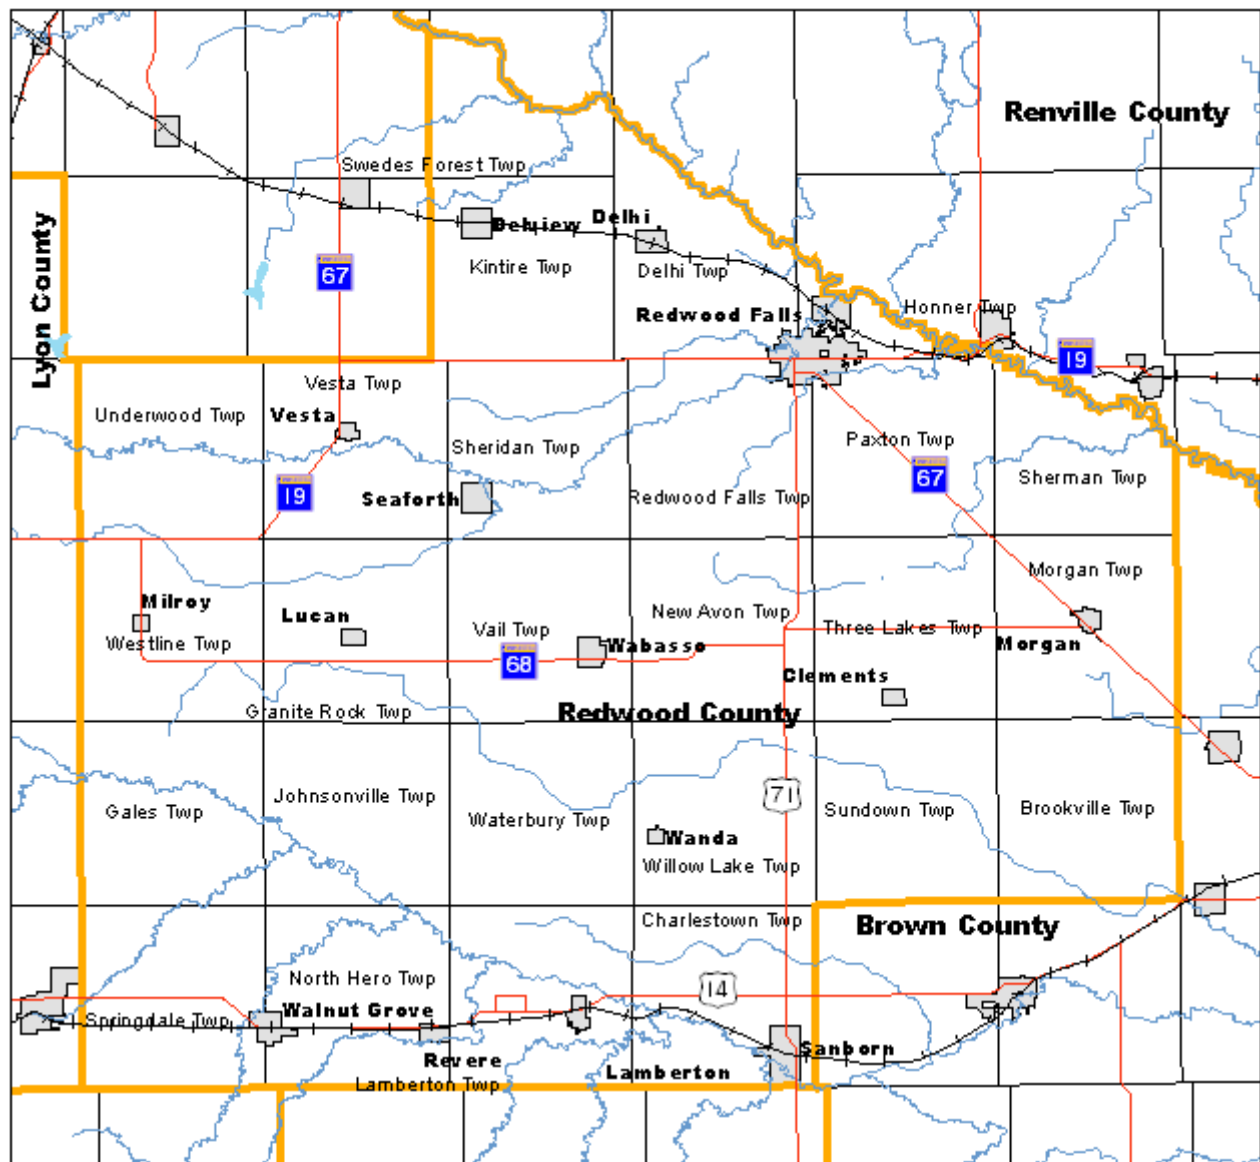 Renville County
Swedes Forest Twp
Lyon County
Delhi
Belview
67
Kintire Twp
Delhi Twp
Redwood Falls
Honner Twp
19
Vesta Twp
Underwood Twp
Vesta
Sheridan Twp
Paxton Twp
67
Sherman Twp
19
Seaforth
Redwood Falls Twp
Morgan Twp
Milroy
Lucan
New Avon Twp
Westline Twp
Vail Twp
Three Lakes Twp
68
Wabasso
Morgan
Clements
Granite Rock Twp
Redwood County
Johnsonville Twp
71
Gales Twp
Waterbury Twp
Sundown Twp
Brookville Twp
Wanda
Willow Lake Twp
Charlestown Twp
Brown County
North Hero Twp
14
Walnut Grove
Springdale Twp
Sanborn
Revere
Lamberton
Lamberton Twp